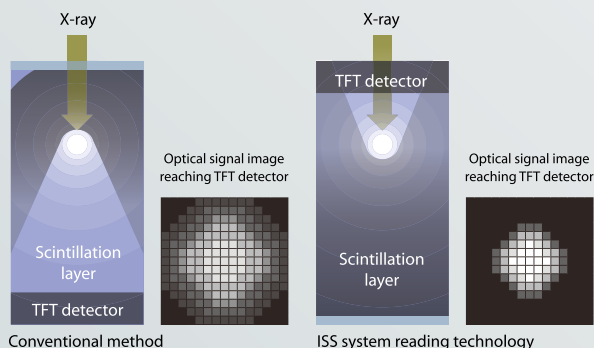 X-ray
Optical signal image
reaching TFT detector
Scintillation
layer
TFT detector
Conventional method
X-ray
TFT detector
Optical signal image
reaching TFT detector
Scintillation
layer
ISS system reading technology